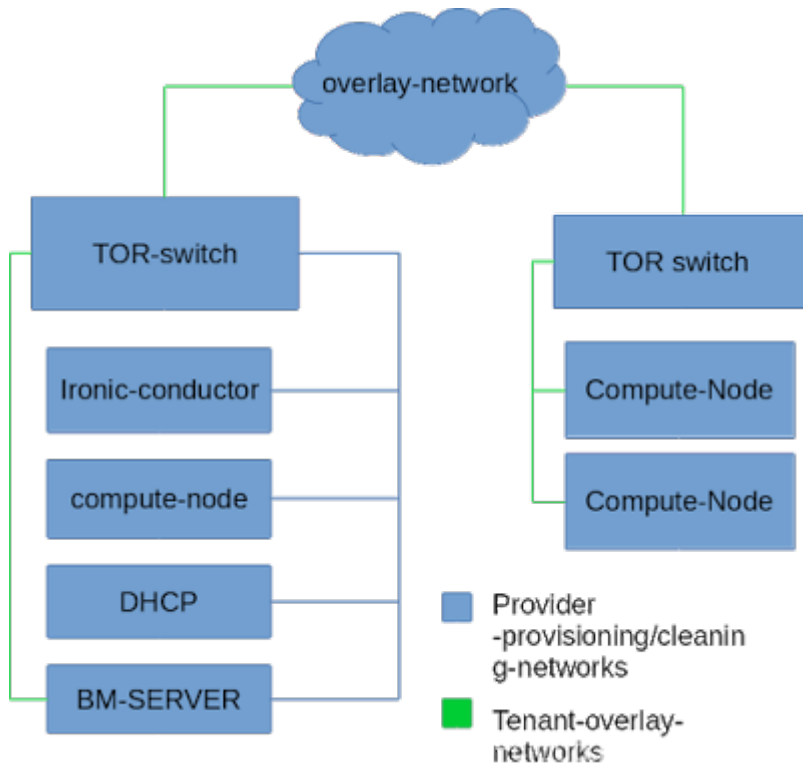 overlay-network
TOR-switch
Ironic-conductor
compute-node
DHCP
BM-SERVER
TOR switch
Compute-Node
Compute-Node
Provider
-provisioning/cleanin
g-networks
Tenant-overlay-
networks